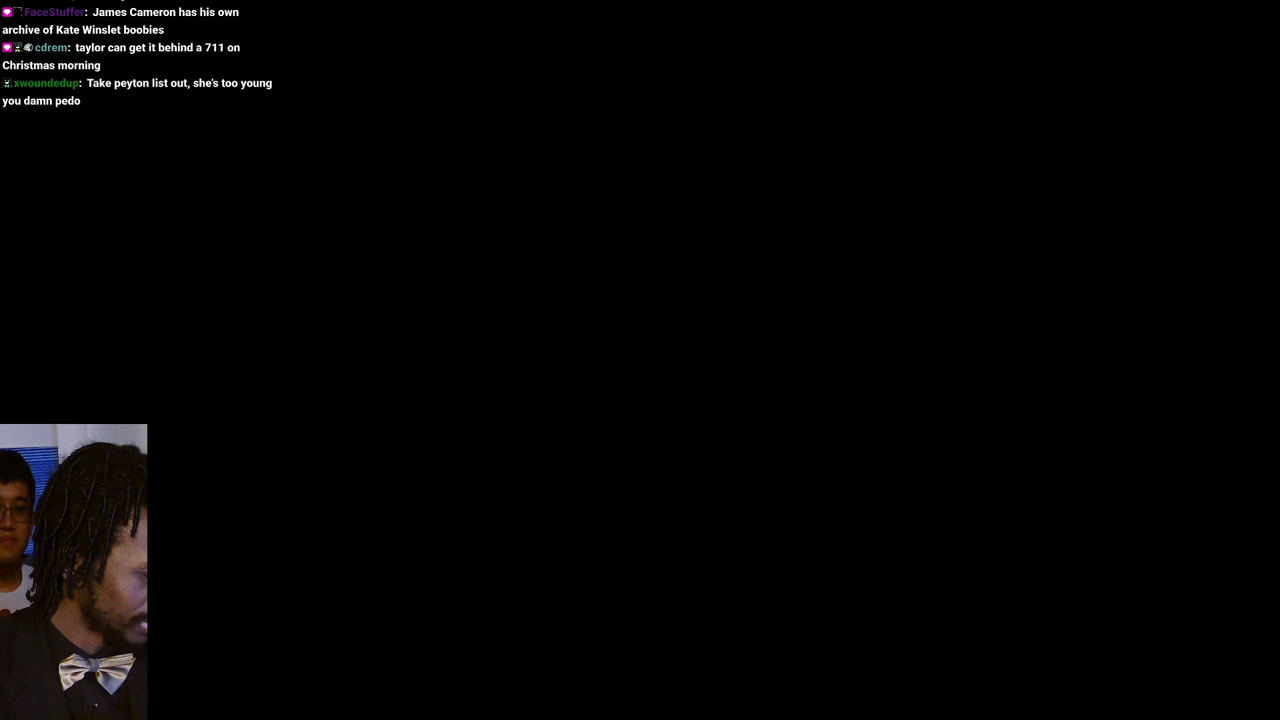 FaceStuffer: James Cameron has his own
archive of Kate Winslet boobies
cdrem: taylor can get it behind a 711 on
Christmas morning
xwoundedup: Take peyton list out, she's too young
you damn pedo